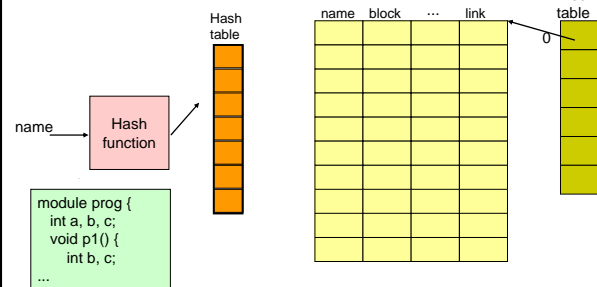 Hash
table
name
Hash
function
module prog {
int a, b, c;
void p1() {
int b, c;
...
name block ... link
table
0